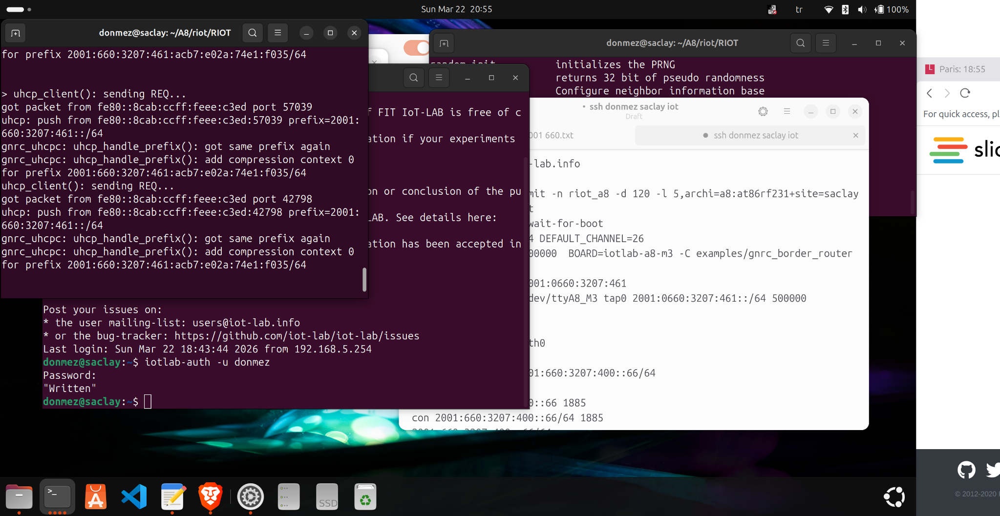 Sun Mar 22 20:55
tr
100%
donmez@saclay: ~/A8/riot/RIOT
for prefix 2001:660:3207:461:acb7:e02a:74e1:f035/64
> uhcp_client(): sending REQ...
got packet from fe80::8cab:ccff:feee:c3ed port 57039
uhcp: push from fe80::8cab:ccff:feee:c3ed:57039 prefix=2001:
660:3207:461::/64
gnrc_uhcpc: uhcp_handle_prefix(): got same prefix again
gnrc_uhcpc: uhcp_handle_prefix(): add compression context 0
for prefix 2001:660:3207:461:acb7:e02a:74e1:f035/64
uhcp_client(): sending REQ...
got packet from fe80::8cab:ccff:feee:c3ed port 42798
uhcp: push from fe80::8cab:ccff:feee:c3ed:42798 prefix=2001:
660:3207:461::/64
gnrc_uhcpc: uhcp_handle_prefix(): got same prefix again
gnrc_uhcpc: uhcp_handle_prefix(): add compression context 0
for prefix 2001:660:3207:461:acb7:e02a:74e1:f035/64
donmez@saclay: ~/A8/riot/RIOT
random_init initializes the PRNG
returns 32 bit of pseudo randomness
Configure neighbor information base
f FIT IoT-LAB is free of c
ation if your experiments
on or conclusion of the pu
LAB. See details here:
ation has been accepted in
Post your issues on:
* the user mailing-list: users@iot-lab.info
* or the bug-tracker: https://github.com/iot-lab/iot-lab/issues
Last login: Sun Mar 22 18:43:44 2026 from 192.168.5.254
donmez@saclay:~$ iotlab-auth -u donmez
Password:
"Written"
donmez@saclay:~$
• ssh donmez saclay iot
Draft
001 660.txt
ssh donmez saclay iot
-lab.info
mit -n riot_a8 -d 120 -l 5,archi=a8:at86rf231+site=saclay
t
wait-for-boot
4 DEFAULT_CHANNEL=26
00000 BOARD=iotlab-a8-m3 -C examples/gnrc_border_router
001:0660:3207:461
dev/ttyA8_M3 tap0 2001:0660:3207:461::/64 500000
th0
01:660:3207:400::66/64
0::66 1885
con 2001:660:3207:400::66/64 1885
Paris: 18:55
For quick access, pl
slic
© 2012-2020
SSD